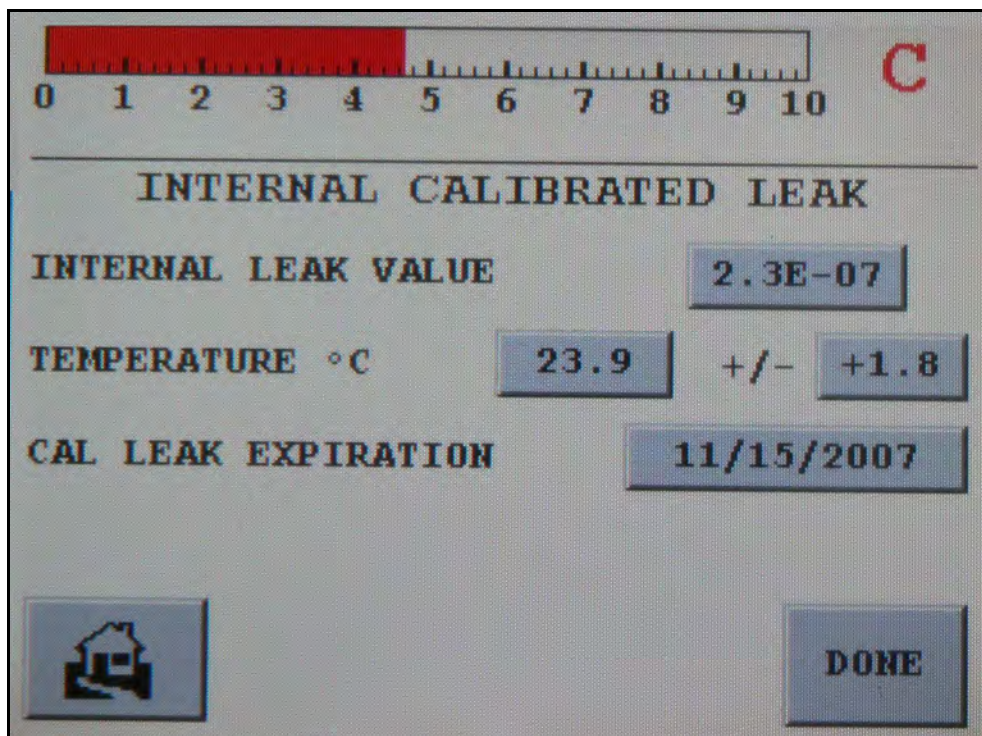 C
0 1 2 3 4 5 6 7 8 9 10
INTERNAL CALIBRATED LEAK
INTERNAL LEAK VALUE 2.3E-07
TEMPERATURE °C 23.9 +/- +1.8
CAL LEAK EXPIRATION 11/15/2007
DONE